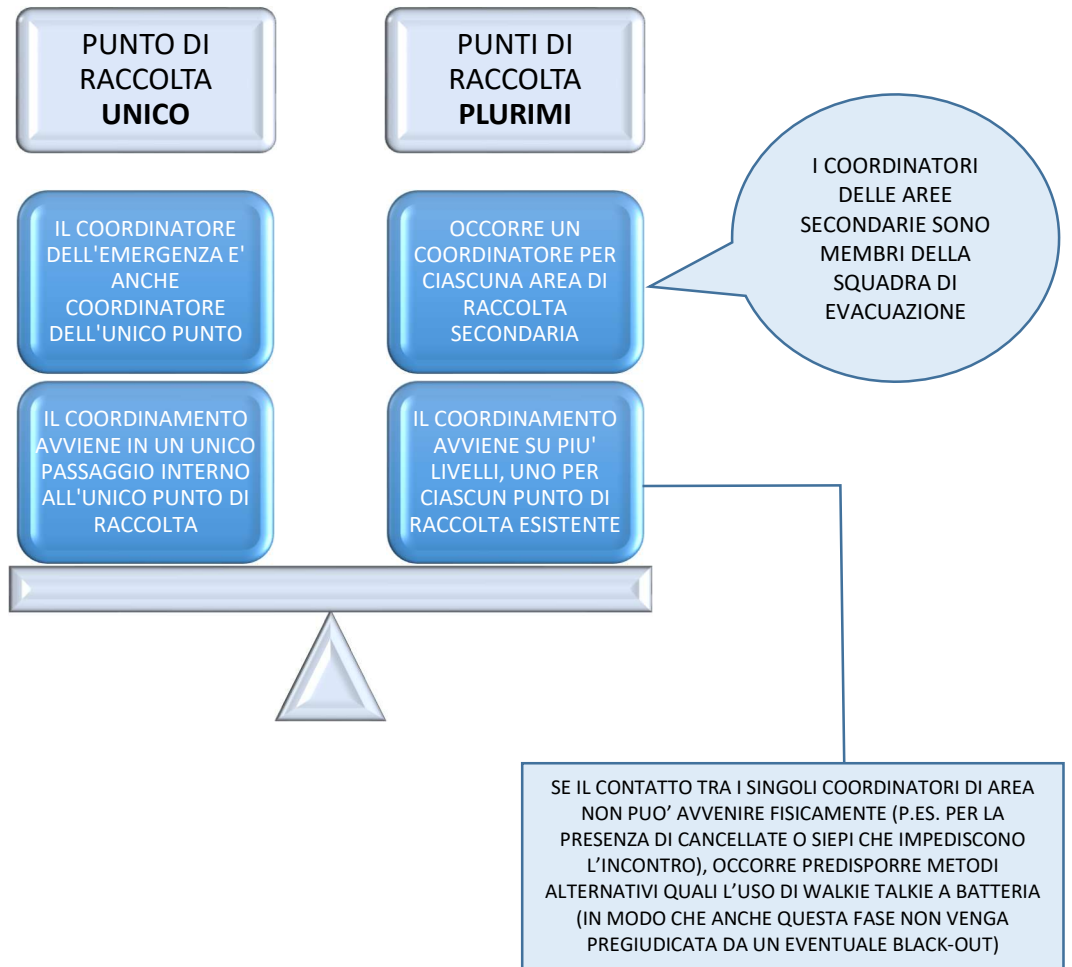 PUNTO DI
RACCOLTA
UNICO
PUNTI DI
RACCOLTA
PLURIMI
I COORDINATORI
DELLE AREE
SECONDARIE SONO
MEMBRI DELLA
SQUADRA DI
EVACUAZIONE
IL COORDINATORE
DELL'EMERGENZA E'
ANCHE
COORDINATORE
DELL'UNICO PUNTO
OCCORRE UN
COORDINATORE PER
CIASCUNA AREA DI
RACCOLTA
SECONDARIA
IL COORDINAMENTO
AVVIENE IN UN UNICO
PASSAGGIO INTERNO
ALL'UNICO PUNTO DI
RACCOLTA
IL COORDINAMENTO
AVVIENE SU PIU'
LIVELLI, UNO PER
CIASCUN PUNTO DI
RACCOLTA ESISTENTE
SE IL CONTATTO TRA I SINGOLI COORDINATORI DI AREA
NON PUO’ AVVENIRE FISICAMENTE (P.ES. PER LA
PRESENZA DI CANCELLATE O SIEPI CHE IMPEDISCONO
L’INCONTRO), OCCORRE PREDISPORRE METODI
ALTERNATIVI QUALI L’USO DI WALKIE TALKIE A BATTERIA
(IN MODO CHE ANCHE QUESTA FASE NON VENGA
PREGIUDICATA DA UN EVENTUALE BLACK-OUT)